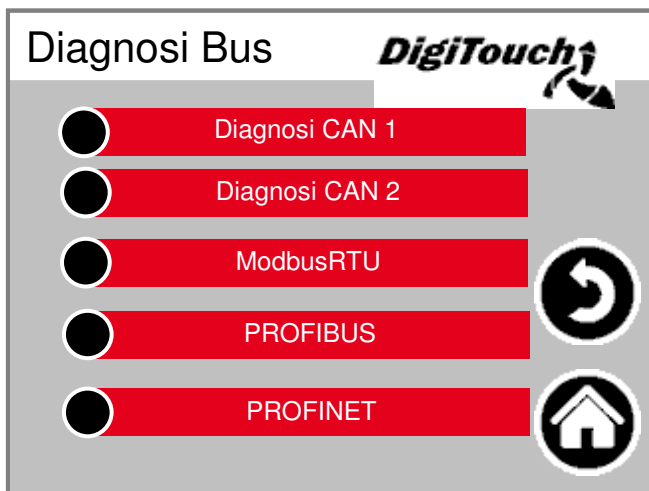 Diagnosi Bus
DigiTouch
Diagnosi CAN 1
Diagnosi CAN 2
ModbusRTU
PROFIBUS
PROFINET